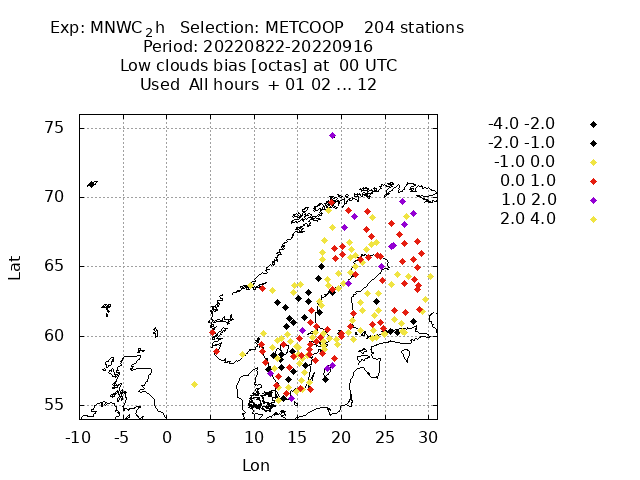 Exp: MNWC2h Selection: METCOOP 204 stations
Period: 20220822-20220916
Low clouds bias [octas] at 00 UTC
Used All hours + 01 02 ... 12
-4.0 -2.0
-2.0 -1.0
-1.0 0.0
0.0 1.0
1.0 2.0
2.0 4.0
75
70
65
60
55
Lat
-10 -5 0 5 10 15 20 25 30
Lon